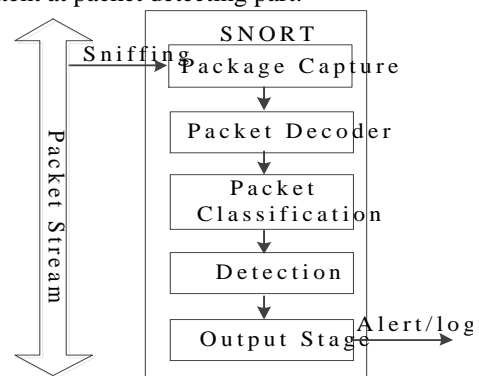 ent at packet detecting part.
SNORT
Sniffing
Package Capture
Packet Decoder
Packet
Classification
Detection
Output Stage
Alert/log
Packet Stream